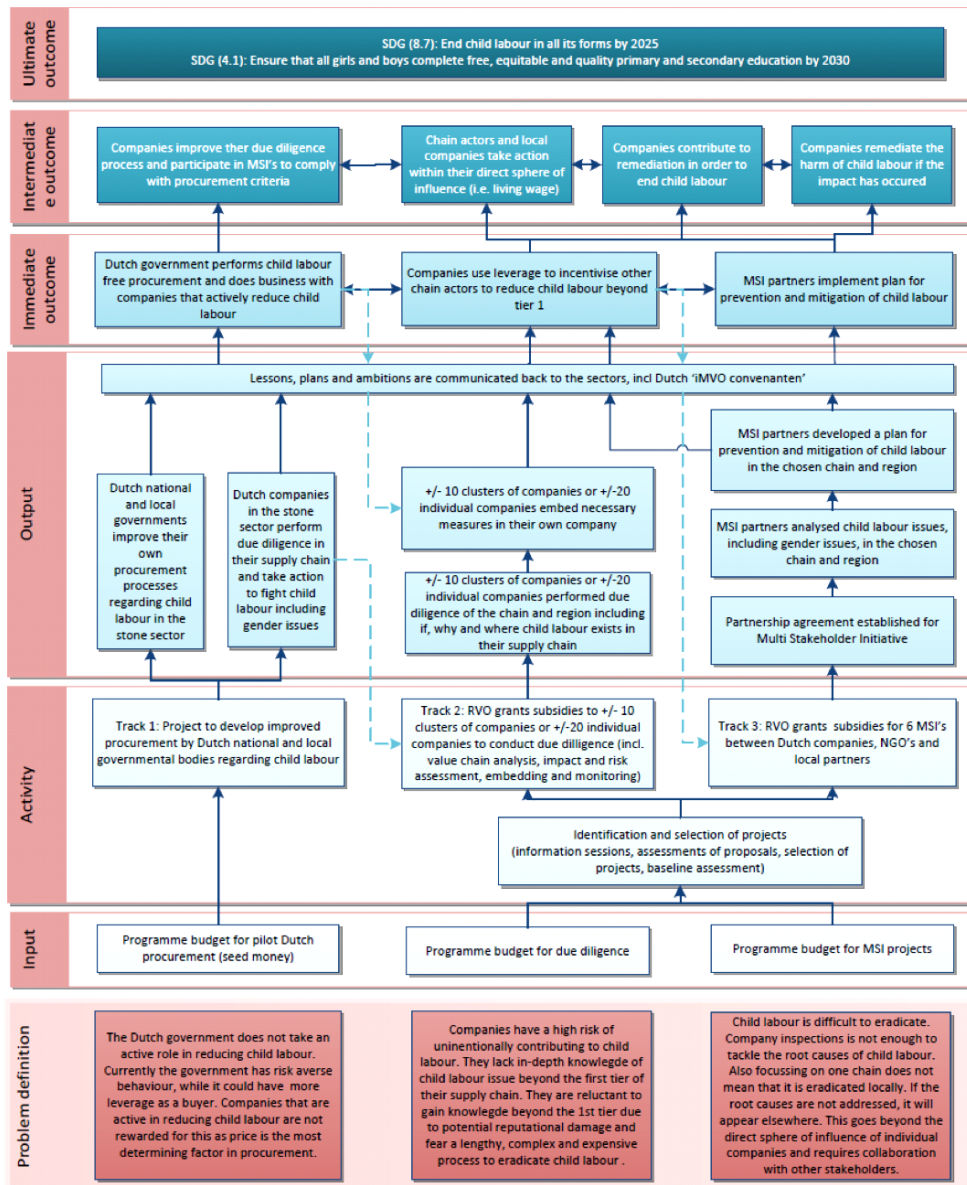 Ultimate
outcome
SDG (8.7): End child labour in all its forms by 2025
SDG (4.1): Ensure that all girls and boys complete free, equitable and quality primary and secondary education by 2030
Intermediat
e outcome
Companies improve ther due diligence
process and participate in MSI's to comply
with procurement criteria
Chain actors and local
companies take action
within their direct sphere of
influence (i.e. living wage)
Companies contribute to
remediation in order to
end child labour
Companies remediate the
harm of child labour if the
impact has occured
Immediate
outcome
Dutch government performs child labour
free procurement and does business with
companies that actively reduce child
labour
Companies use leverage to incentivise other
chain actors to reduce child labour beyond
tier 1
MSI partners implement plan for
prevention and mitigation of child labour
Output
Lessons, plans and ambitions are communicated back to the sectors, incl Dutch 'iMVO convenanten'
Dutch national
and local
governments
improve their
own
procurement
processes
regarding child
labour in the
stone sector
Dutch companies
in the stone
sector perform
due diligence in
their supply chain
and take action
to fight child
labour including
gender issues
+/- 10 clusters of companies or +/-20
individual companies embed necessary
measures in their own company
+/- 10 clusters of companies or +/-20
individual companies performed due
diligence of the chain and region including
if, why and where child labour exists in
their supply chain
MSI partners developed a plan for
prevention and mitigation of child labour
in the chosen chain and region
MSI partners analysed child labour issues,
including gender issues, in the chosen
chain and region
Partnership agreement established for
Multi Stakeholder Initiative
Activity
Track 1: Project to develop improved
procurement by Dutch national and local
governmental bodies regarding child labour
Track 2: RVO grants subsidies to +/- 10
clusters of companies or +/-20 individual
companies to conduct due dilligence (incl.
value chain analysis, impact and risk
assessment, embedding and monitoring)
Track 3: RVO grants subsidies for 6 MSI's
between Dutch companies, NGO's and
local partners
Identification and selection of projects
(information sessions, assessments of proposals, selection of
projects, baseline assessment)
Input
Programme budget for pilot Dutch
procurement (seed money)
Programme budget for due diligence
Programme budget for MSI projects
Problem definition
The Dutch government does not take an
active role in reducing child labour.
Currently the government has risk averse
behaviour, while it could have more
leverage as a buyer. Companies that are
active in reducing child labour are not
rewarded for this as price is the most
determining factor in procurement.
Companies have a high risk of
uninentionally contributing to child
labour. They lack in-depth knowlegde of
child labour issue beyond the first tier of
their supply chain. They are reluctant to
gain knowlegde beyond the 1st tier due
to potential reputational damage and
fear a lengthy, complex and expensive
process to eradicate child labour .
Child labour is difficult to eradicate.
Company inspections is not enough to
tackle the root causes of child labour.
Also focussing on one chain does not
mean that it is eradicated locally. If the
root causes are not addressed, it will
appear elsewhere. This goes beyond the
direct sphere of influence of individual
companies and requires collaboration
with other stakeholders.